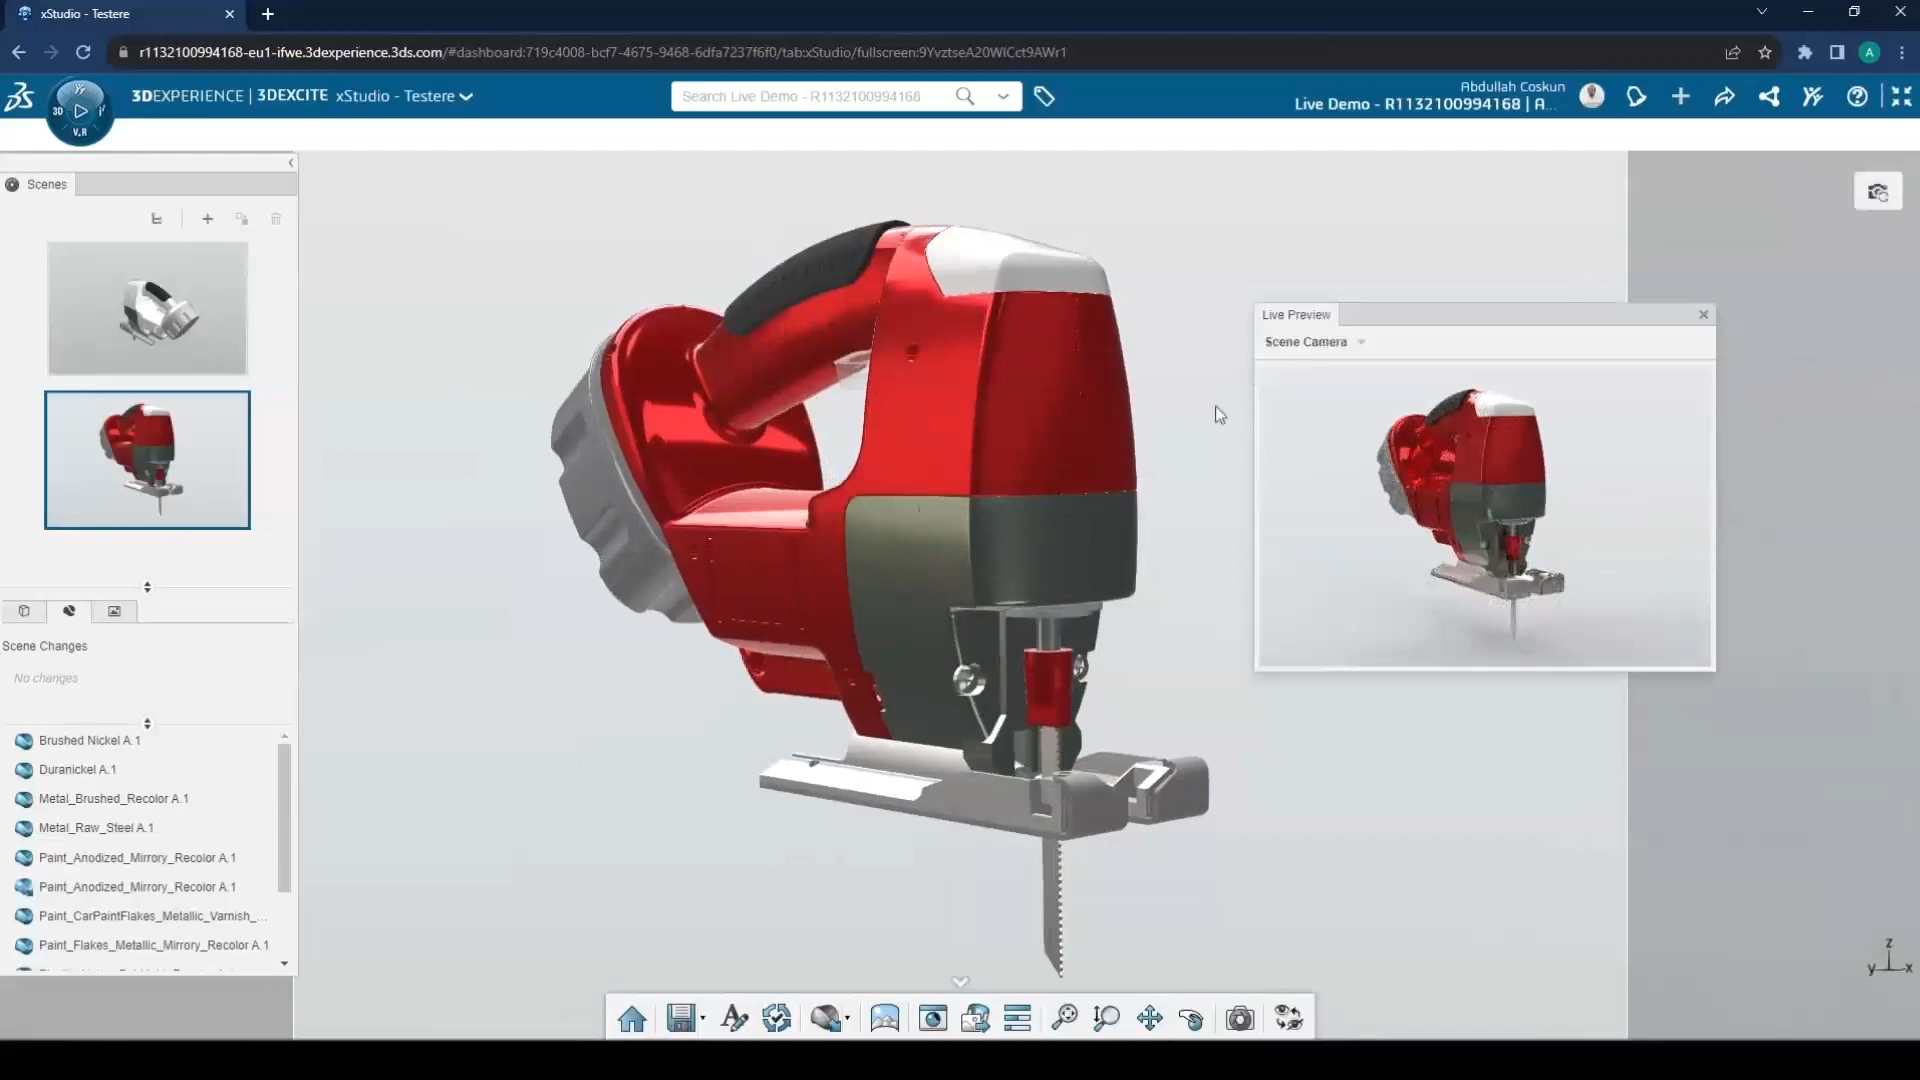 xStudio - Testere
r1132100994168-eu1-ifwe.3dexperience.3ds.com/#dashboard:719c4008-bcf7-4675-9468-6dfa7237f6f0/tab:xStudio/fullscreen:9YvztseA20WlCct9AWr1
A
3D
V.R
3DEXPERIENCE | 3DEXCITE xStudio - Testere
Search Live Demo - R1132100994168
Abdullah Coskun
Live Demo - R1132100994168 | A...
Scenes
Live Preview
Scene Camera
Scene Changes
No changes
Brushed Nickel A.1
Duranickel A.1
Metal_Brushed_Recolor A.1
Metal_Raw_Steel A.1
Paint_Anodized_Mirrory_Recolor A.1
Paint_Anodized_Mirrory_Recolor A.1
Paint_CarPaintFlakes_Metallic_Varnish_...
Paint_Flakes_Metallic_Mirrory_Recolor A.1
z
y x